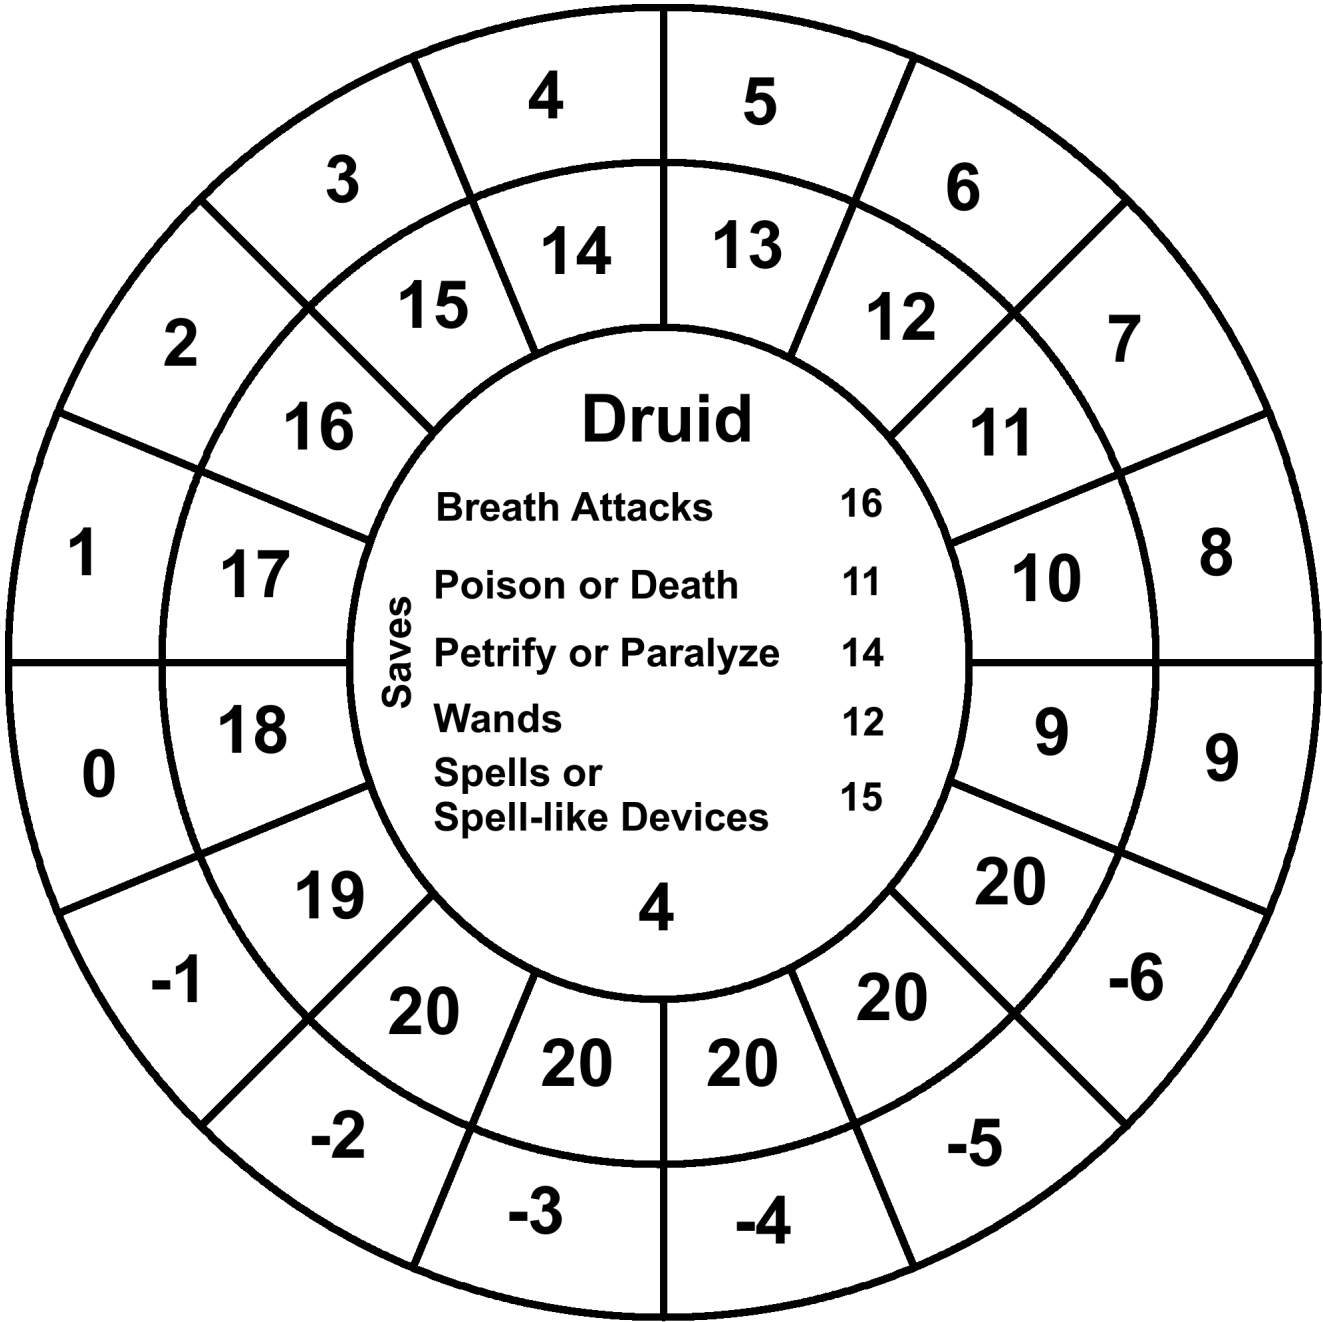 4 5
3 6
14 13
15 12
2 7
16 11
Druid
Breath Attacks 16
1 8
17 10
Poison or Death 11
Saves
Petrify or Paralyze 14
Wands 12
18 9
0 9
Spells or
Spell-like Devices 15
19 20
4
-1 -6
20 20
20 20
-2 -5
-3 -4